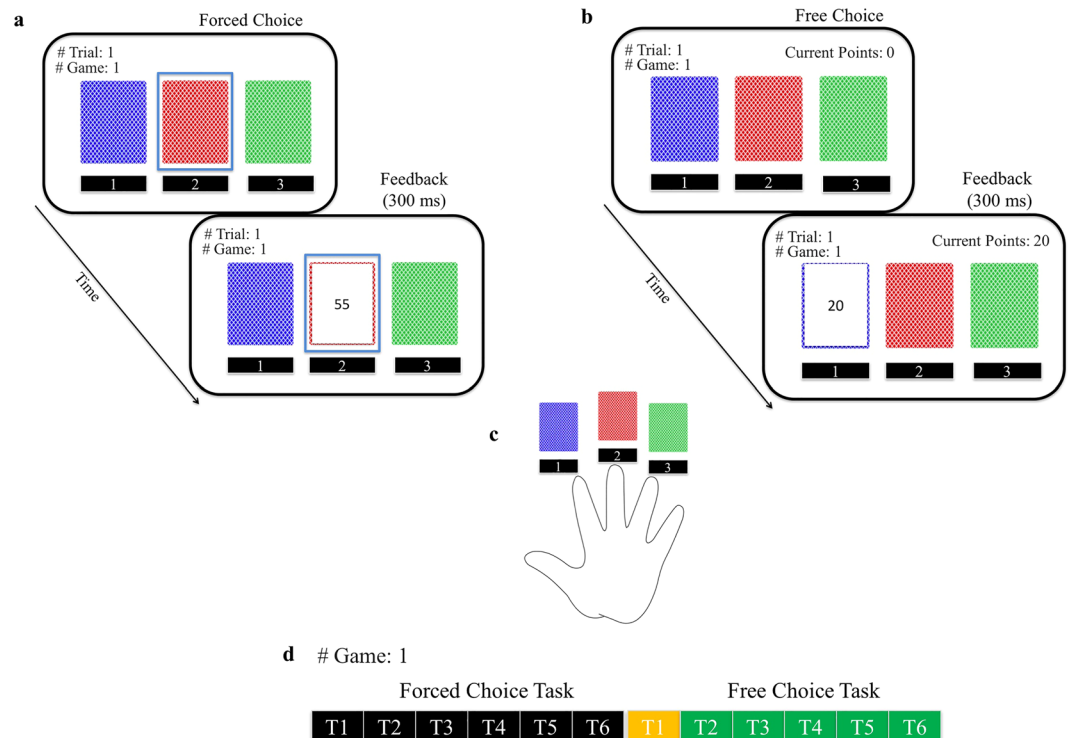 a
Forced Choice
# Trial: 1
# Game: 1
1 2 3
Feedback
(300 ms)
# Trial: 1
# Game: 1
55
1 2 3
Time
b
Free Choice
# Trial: 1
# Game: 1
Current Points: 0
1 2 3
Feedback
(300 ms)
# Trial: 1
# Game: 1
Current Points: 20
20
1 2 3
Time
c
1 2 3
d # Game: 1
Forced Choice Task Free Choice Task
T1 T2 T3 T4 T5 T6 T1 T2 T3 T4 T5 T6